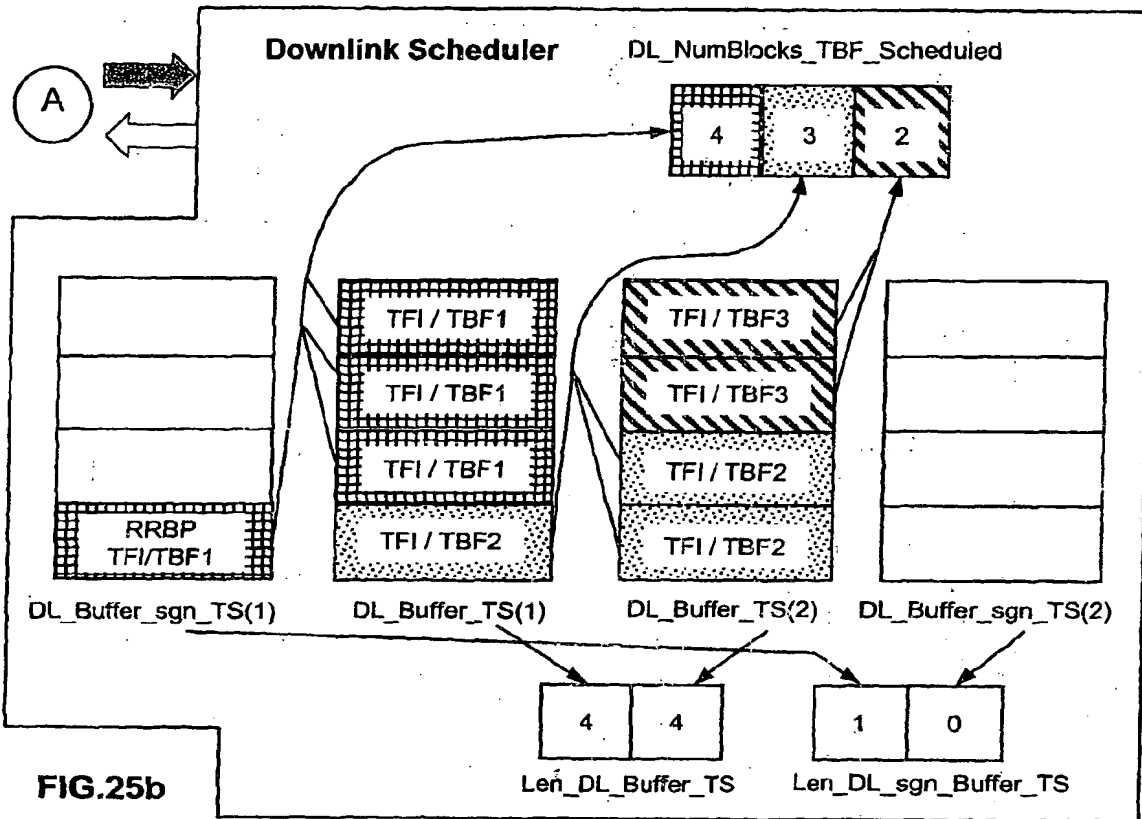 Downlink Scheduler
DL_NumBlocks_TBF_Scheduled
A
4 3 2
TFI / TBF1
TFI / TBF3
TFI / TBF1
TFI / TBF3
TFI / TBF1
TFI / TBF2
RRBP
TFI/TBF1
TFI / TBF2
TFI / TBF2
DL_Buffer_sgn_TS(1)
DL_Buffer_TS(1)
DL_Buffer_TS(2)
DL_Buffer_sgn_TS(2)
4 4
1 0
Len_DL_Buffer_TS
Len_DL_sgn_Buffer_TS
FIG.25b